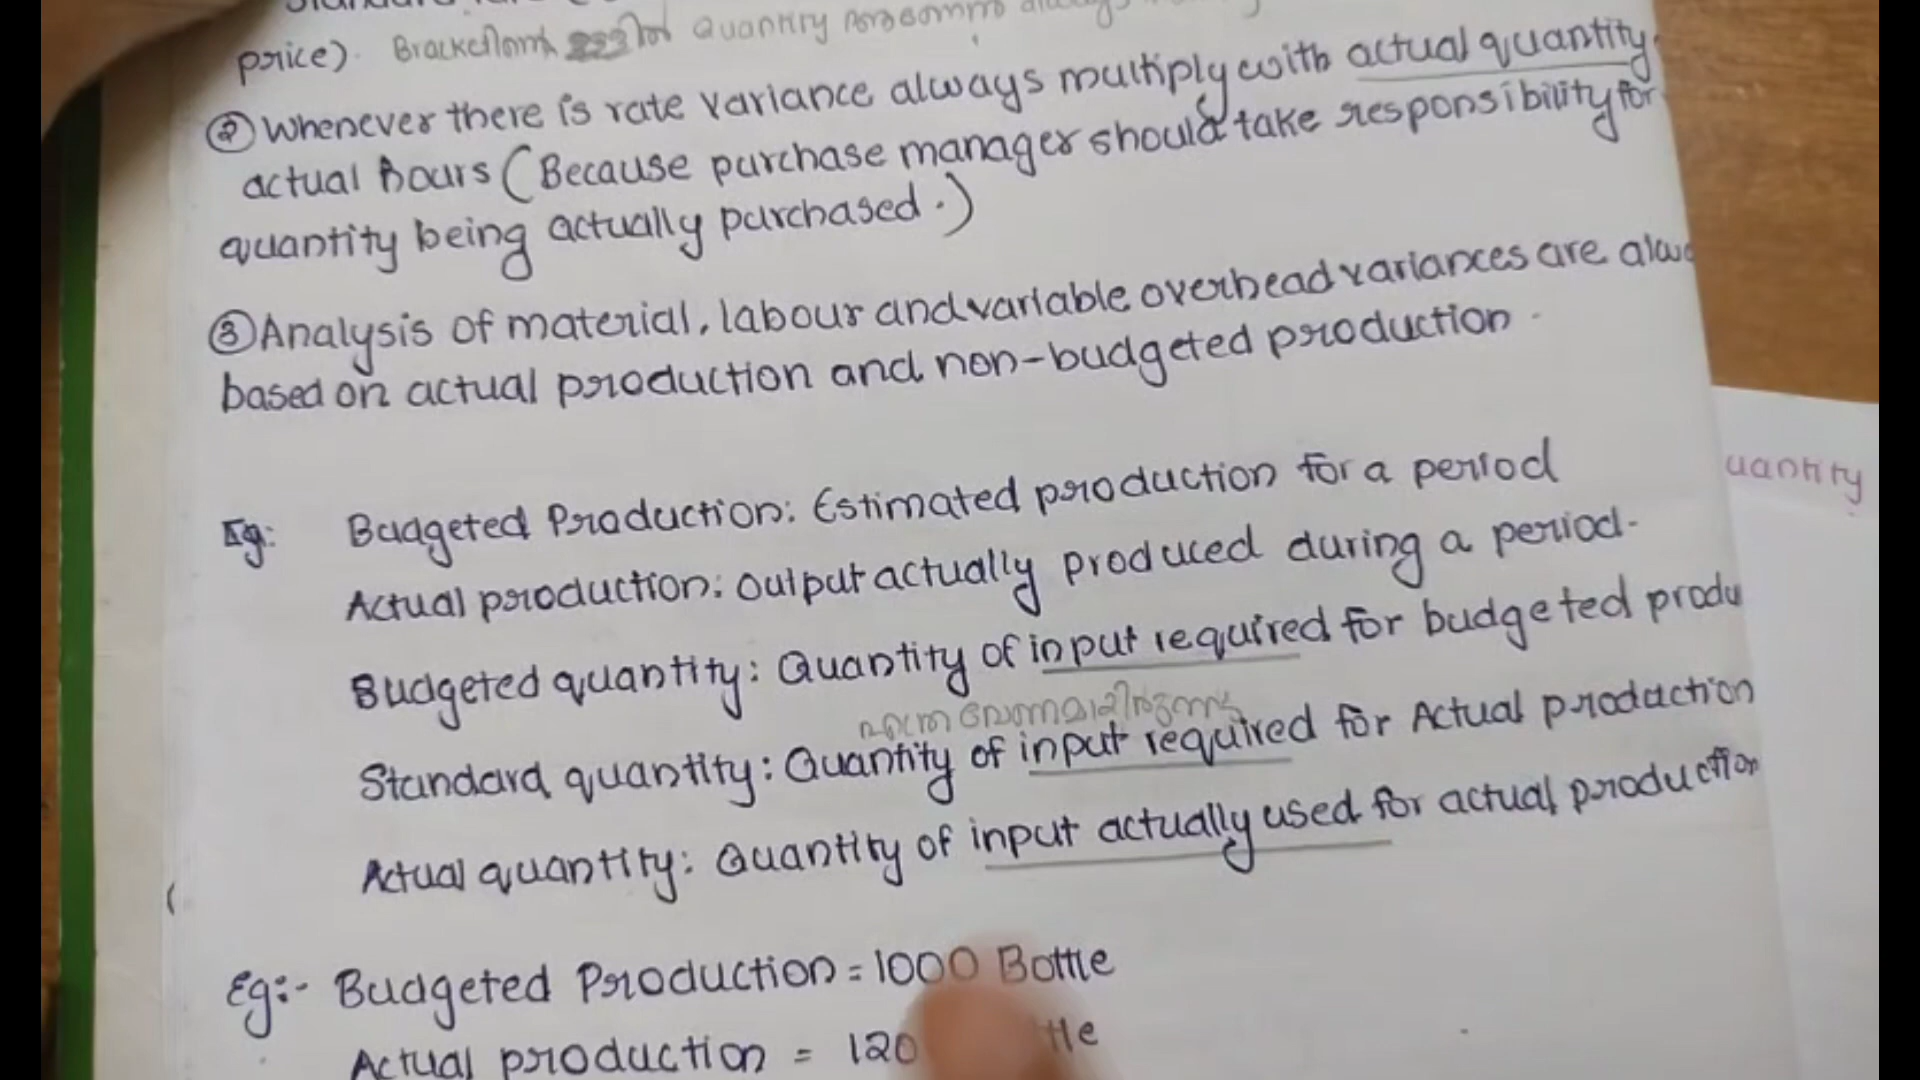 price). Quantity
② Whenever there is rate variance always multiply with actual quantity
actual hours (Because purchase manager should take responsibility for
quantity being actually purchased.)
③ Analysis of material, labour and variable overhead variances are
based on actual production and non-budgeted production
Eg: Budgeted Production: Estimated production for a period
Actual production: output actually produced during a period.
Budgeted quantity: Quantity of input required for budgeted produ
Standard quantity: Quantity of input required for Actual production
Actual quantity: Quantity of input actually used for actual production
Eg:- Budgeted Production = 1000 Bottle
Actual production = 120 ttle
uantity